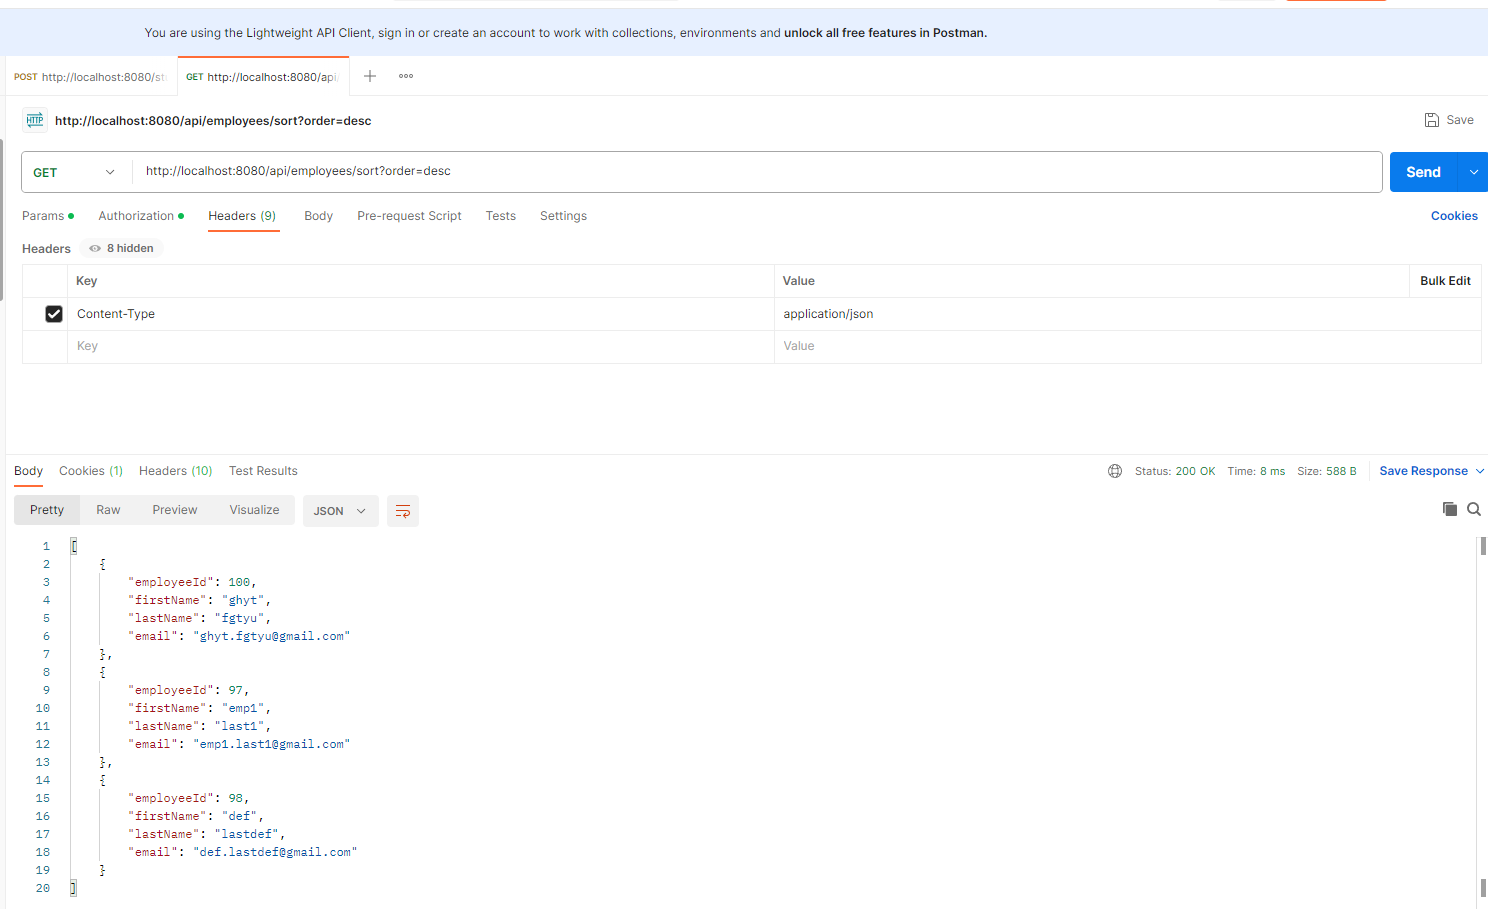 You are using the Lightweight API Client, sign in or create an account to work with collections, environments and unlock all free features in Postman.
POST http://localhost:8080/st GET http://localhost:8080/api/
HTTP http://localhost:8080/api/employees/sort?order=desc Save
GET http://localhost:8080/api/employees/sort?order=desc Send
Params Authorization Headers (9) Body Pre-request Script Tests Settings Cookies
Headers 8 hidden
Key Value Bulk Edit
Content-Type application/json
Key Value
Body Cookies (1) Headers (10) Test Results Status: 200 OK Time: 8 ms Size: 588 B Save Response
Pretty Raw Preview Visualize JSON
1 [
2 {
3 "employeeId": 100,
4 "firstName": "ghyt",
5 "lastName": "fgtyu",
6 "email": "ghyt.fgtyu@gmail.com"
7 },
8 {
9 "employeeId": 97,
10 "firstName": "emp1",
11 "lastName": "last1",
12 "email": "emp1.last1@gmail.com"
13 },
14 {
15 "employeeId": 98,
16 "firstName": "def",
17 "lastName": "lastdef",
18 "email": "def.lastdef@gmail.com"
19 }
20 ]